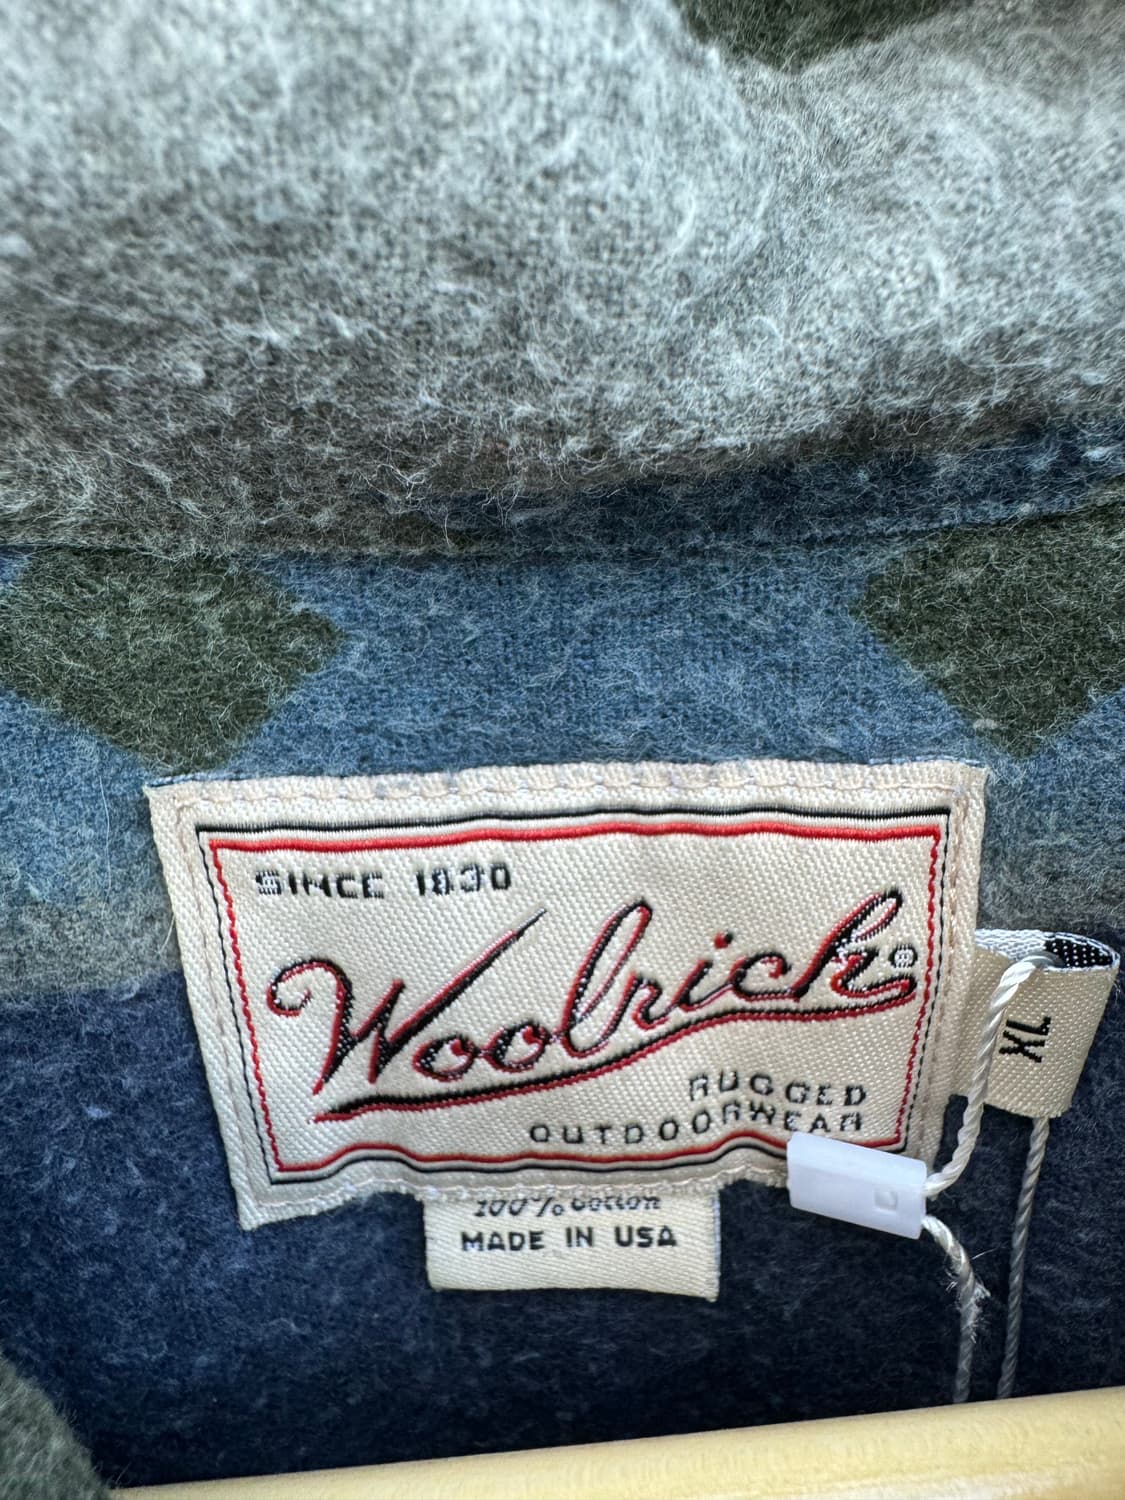 SINCE 1830
Woolrich®
RUGGED
OUTDOORWEAR
XL
100% cotton
MADE IN USA